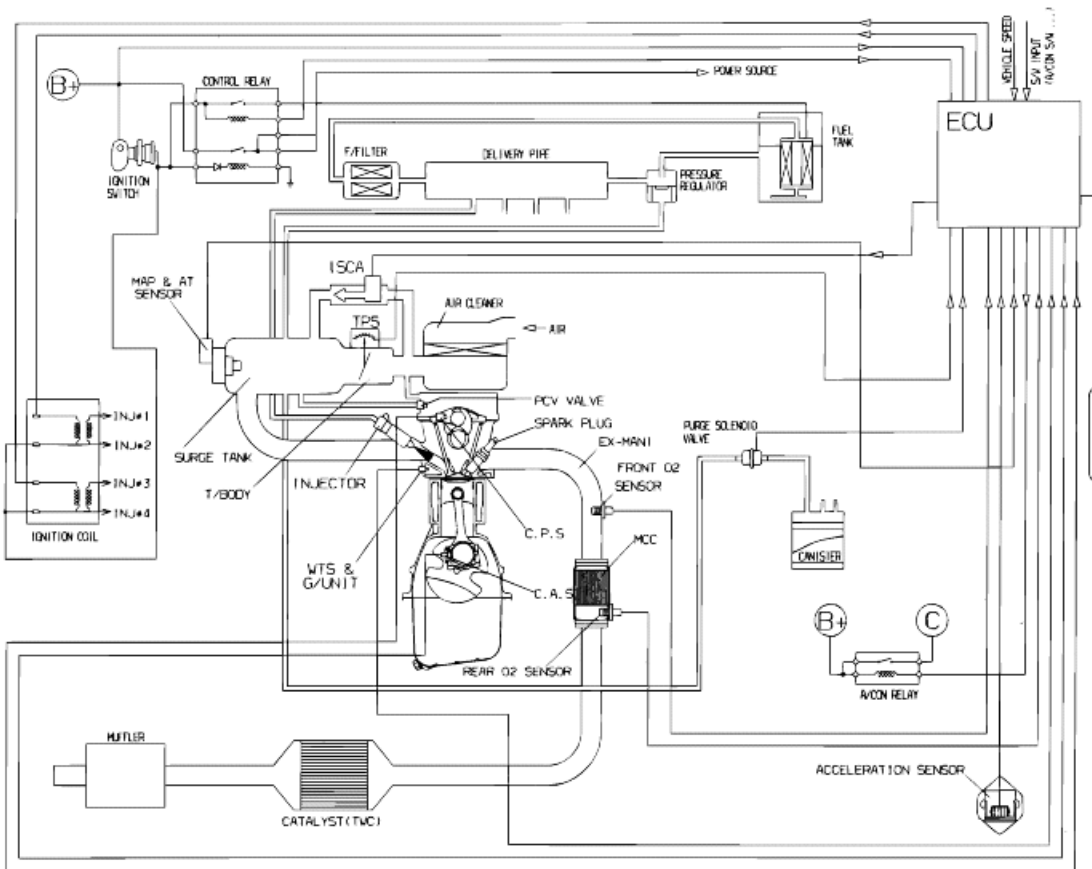 VEHICLE SPEED
S/W INPUT
(A/CON S/W ...)
B+
CONTROL RELAY
POWER SOURCE
ECU
IGNITION
SWITCH
F/FILTER
DELIVERY PIPE
PRESSURE
REGULATOR
FUEL
TANK
ISCA
MAP & AT
SENSOR
AIR CLEANER
TPS
AIR
PCV VALVE
SPARK PLUG
EX-MANI
PURGE SOLENOID
VALVE
INJ#1
INJ#2
INJ#3
INJ#4
IGNITION COIL
SURGE TANK
T/BODY
INJECTOR
FRONT O2
SENSOR
C.P.S
MCC
CANISTER
WTS &
G/UNIT
C.A.S
REAR O2 SENSOR
B+
C
A/CON RELAY
MUFFLER
CATALYST(TWC)
ACCELERATION SENSOR